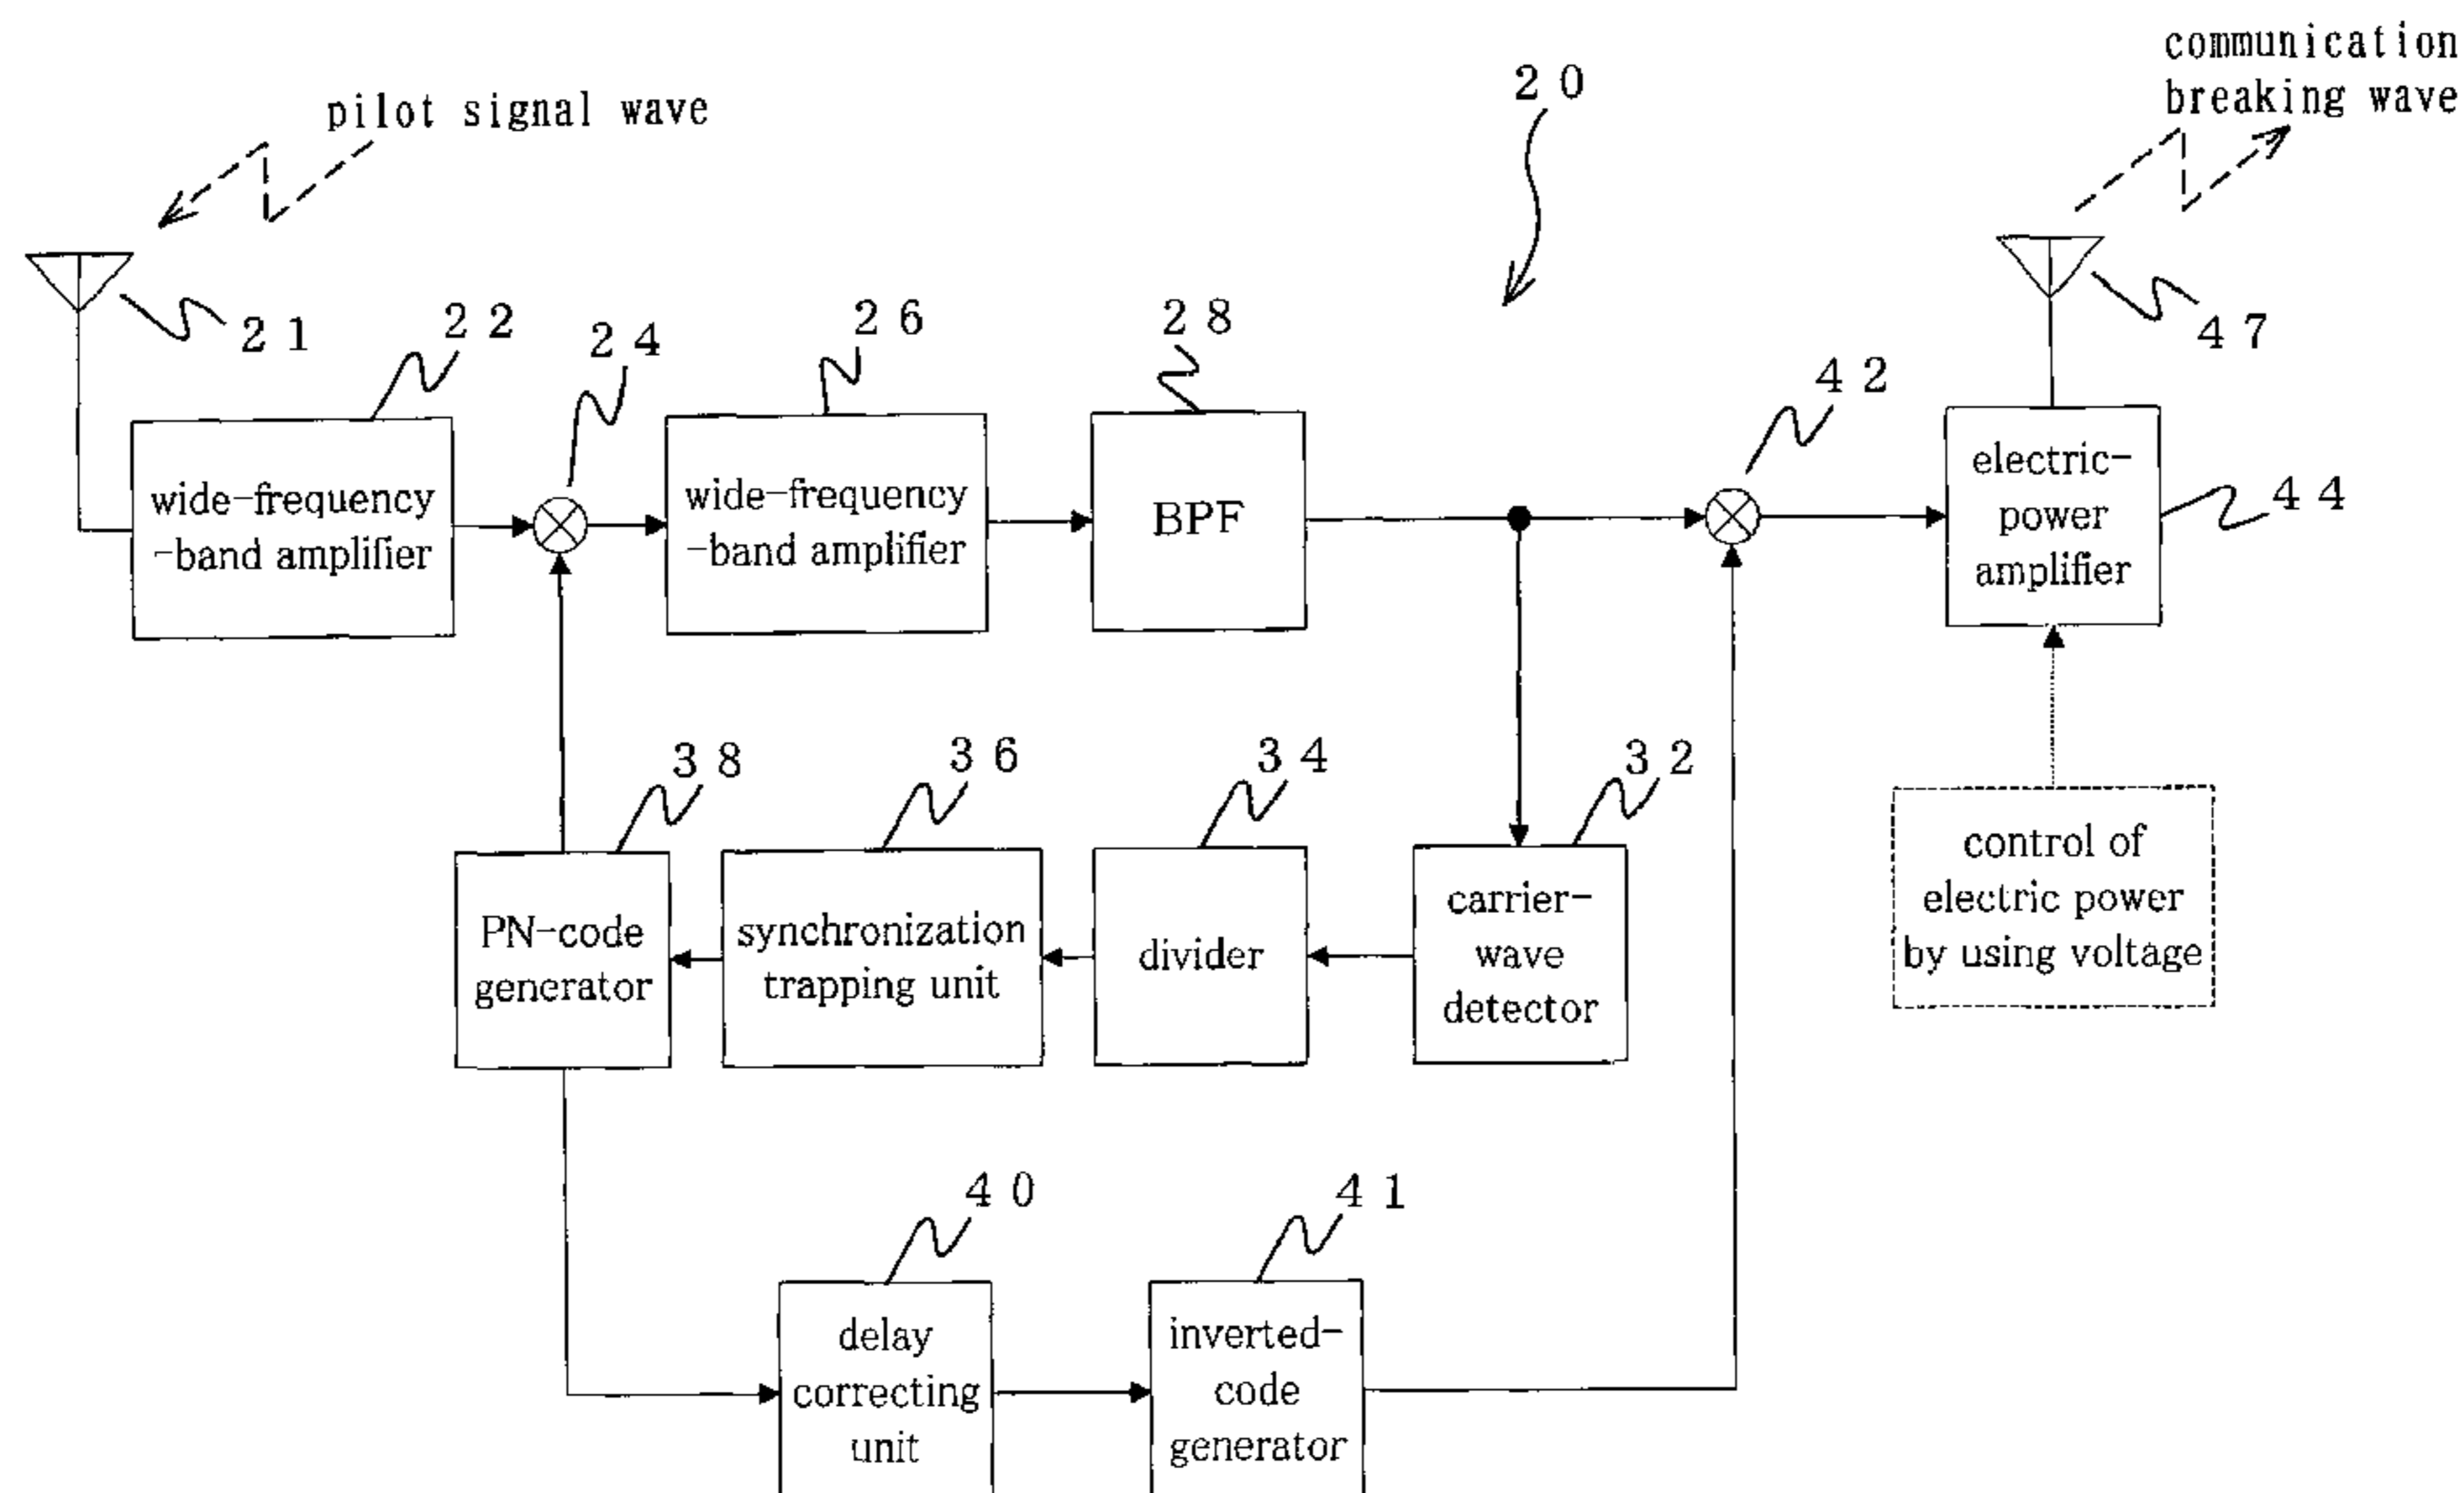 communication
breaking wave
pilot signal wave
2 0
2 1
2 2
2 4
2 6
2 8
4 2
4 7
4 4
wide-frequency
-band amplifier
wide-frequency
-band amplifier
BPF
electric-
power
amplifier
3 8
3 6
3 4
3 2
PN-code
generator
synchronization
trapping unit
divider
carrier-
wave
detector
control of
electric power
by using voltage
4 0
4 1
delay
correcting
unit
inverted-
code
generator